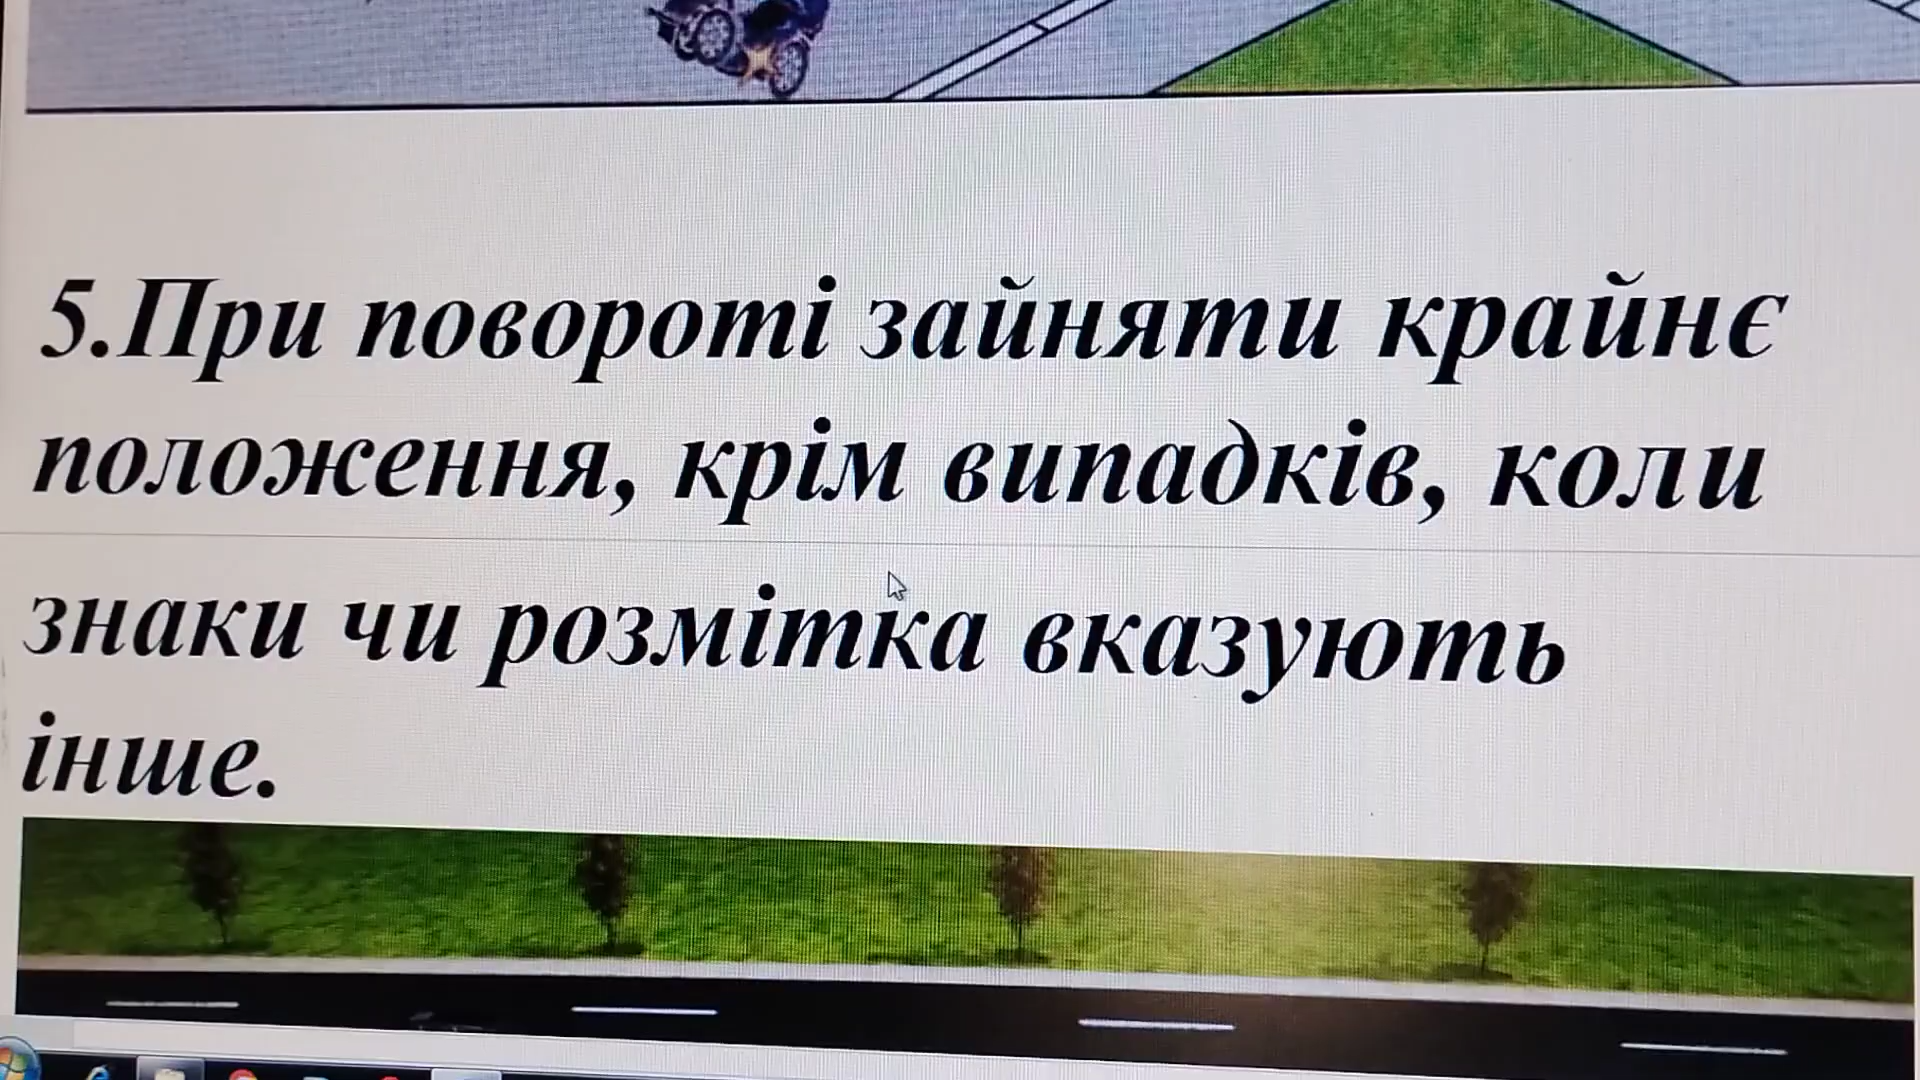 5.При повороті зайняти крайнє
положення, крім випадків, коли
знаки чи розмітка вказують
інше.